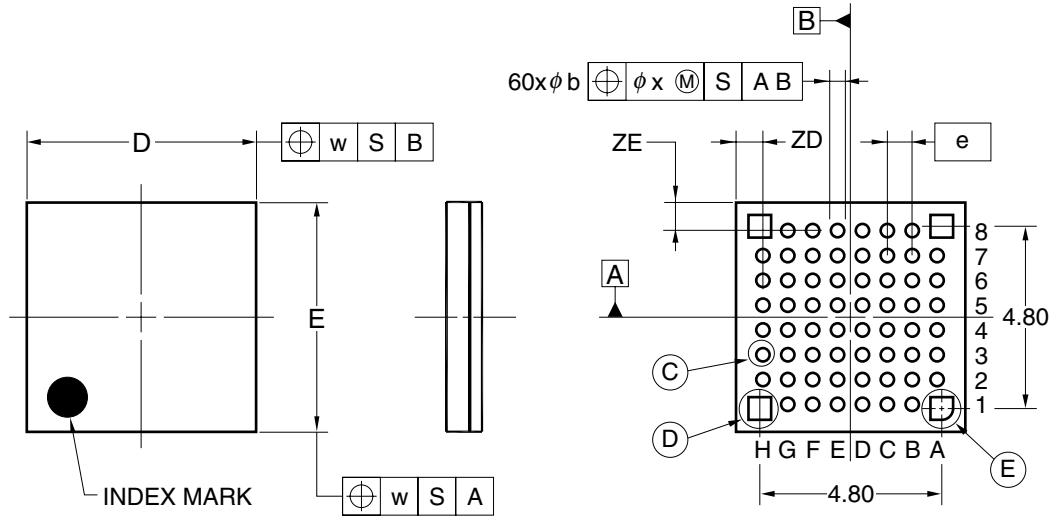 B
60xφb ⌖ φx Ⓜ S A B
D
⌖ w S B
ZE
ZD
e
A
E
8
7
6
5
4
3
2
1
4.80
C
D
E
H G F E D C B A
4.80
INDEX MARK
⌖ w S A